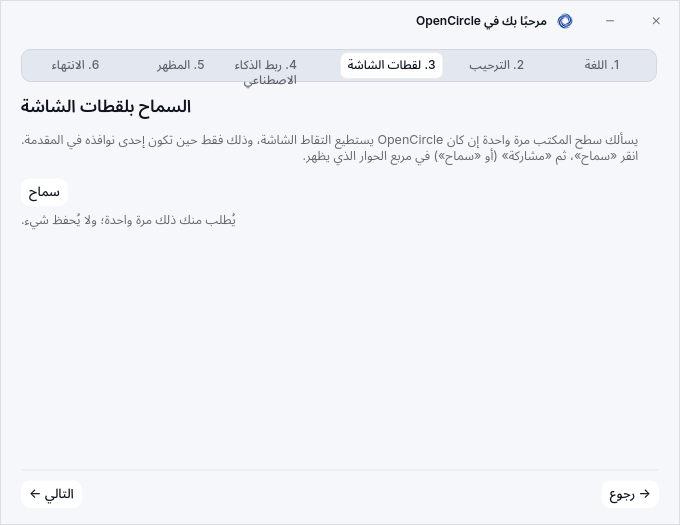 مرحبًا بك في OpenCircle
1. اللغة
2. الترحيب
3. لقطات الشاشة
4. ربط الذكاء
الاصطناعي
5. المظهر
6. الانتهاء
السماح بلقطات الشاشة
يسألك سطح المكتب مرة واحدة إن كان OpenCircle يستطيع التقاط الشاشة، وذلك فقط حين تكون إحدى نوافذه في المقدمة.
انقر «سماح»، ثم «مشاركة» (أو «سماح») في مربع الحوار الذي يظهر.
سماح
يُطلب منك ذلك مرة واحدة؛ ولا يُحفظ شيء.
→ رجوع
التالي ←